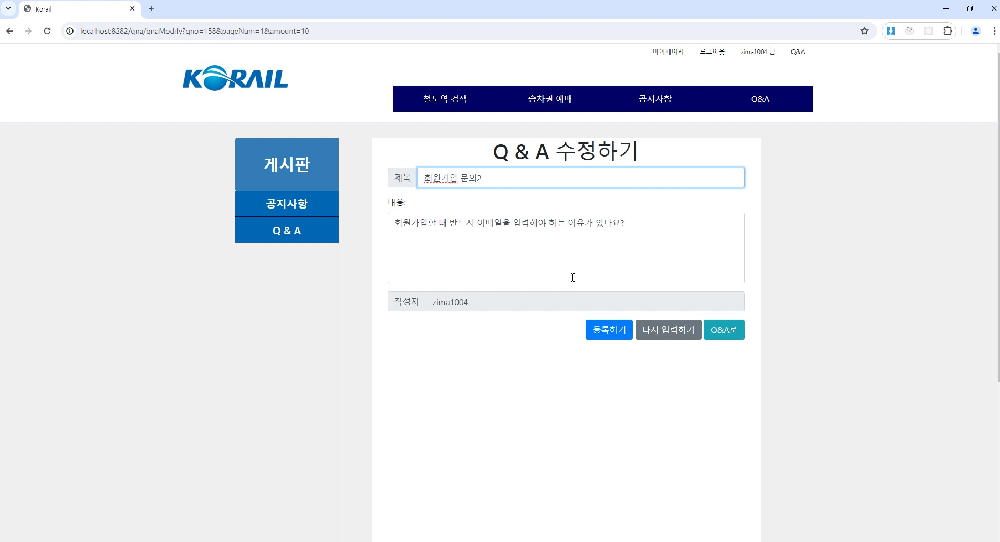 Korail
localhost:8282/qna/qnaModify?qno=158&pageNum=1&amount=10
마이페이지 로그아웃 zima1004 님 Q&A
KORAIL
철도역 검색 승차권 예매 공지사항 Q&A
게시판
공지사항
Q & A
Q & A 수정하기
제목 회원가입 문의2
내용:
회원가입할 때 반드시 이메일을 입력해야 하는 이유가 있나요?
작성자 zima1004
등록하기 다시 입력하기 Q&A로